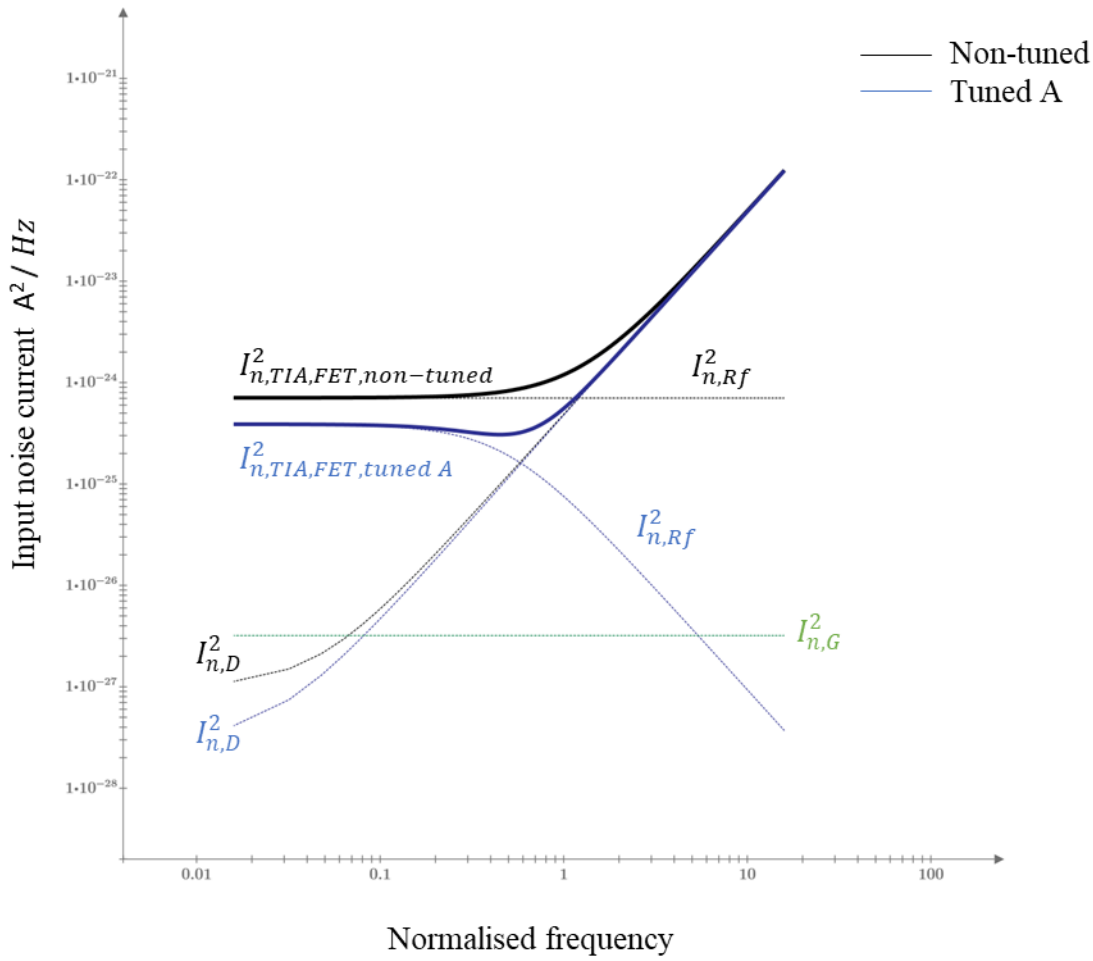 Non-tuned
Tuned A
Input noise current A² / Hz
1•10⁻²¹
1•10⁻²²
1•10⁻²³
1•10⁻²⁴
1•10⁻²⁵
1•10⁻²⁶
1•10⁻²⁷
1•10⁻²⁸
I²n,TIA,FET,non−tuned
I²n,Rf
I²n,TIA,FET,tuned A
I²n,Rf
I²n,G
I²n,D
I²n,D
0.01 0.1 1 10 100
Normalised frequency